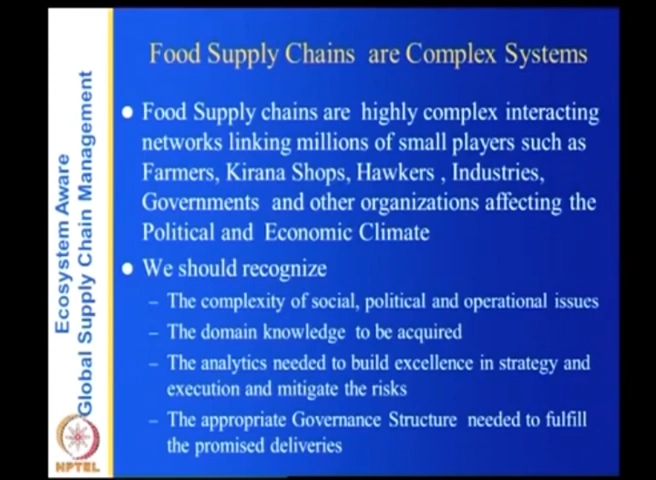 Food Supply Chains are Complex Systems
Food Supply chains are highly complex interacting
networks linking millions of small players such as
Farmers, Kirana Shops, Hawkers , Industries,
Governments and other organizations affecting the
Political and Economic Climate
We should recognize
– The complexity of social, political and operational issues
– The domain knowledge to be acquired
– The analytics needed to build excellence in strategy and
execution and mitigate the risks
– The appropriate Governance Structure needed to fulfill
the promised deliveries
Ecosystem Aware
Global Supply Chain Management
NPTEL